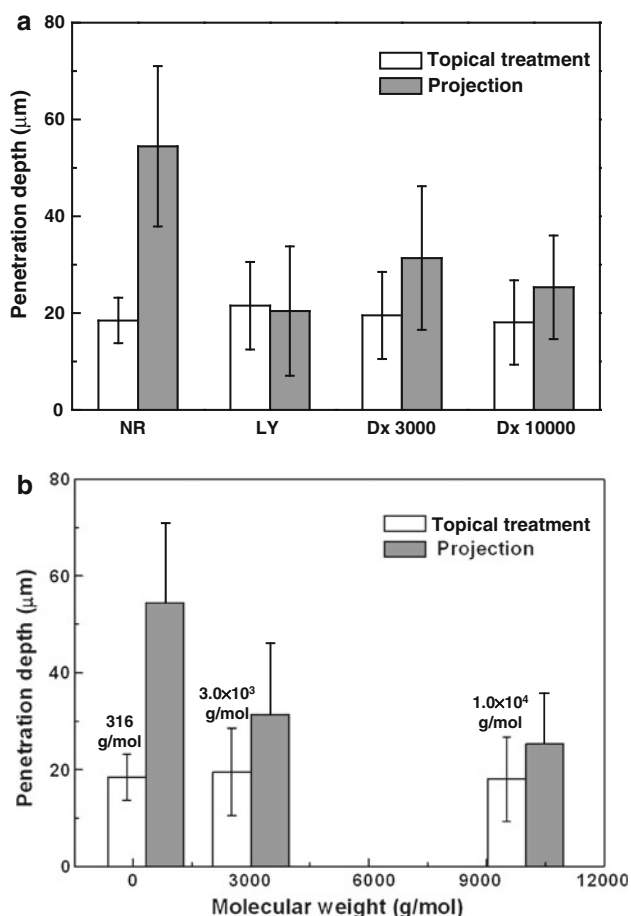 a
80
60
40
20
0
Penetration depth (μm)
Topical treatment
Projection
NR LY Dx 3000 Dx 10000
b
80
60
40
20
0
Penetration depth (μm)
Topical treatment
Projection
316
g/mol
3.0×10³
g/mol
1.0×10⁴
g/mol
0 3000 6000 9000 12000
Molecular weight (g/mol)